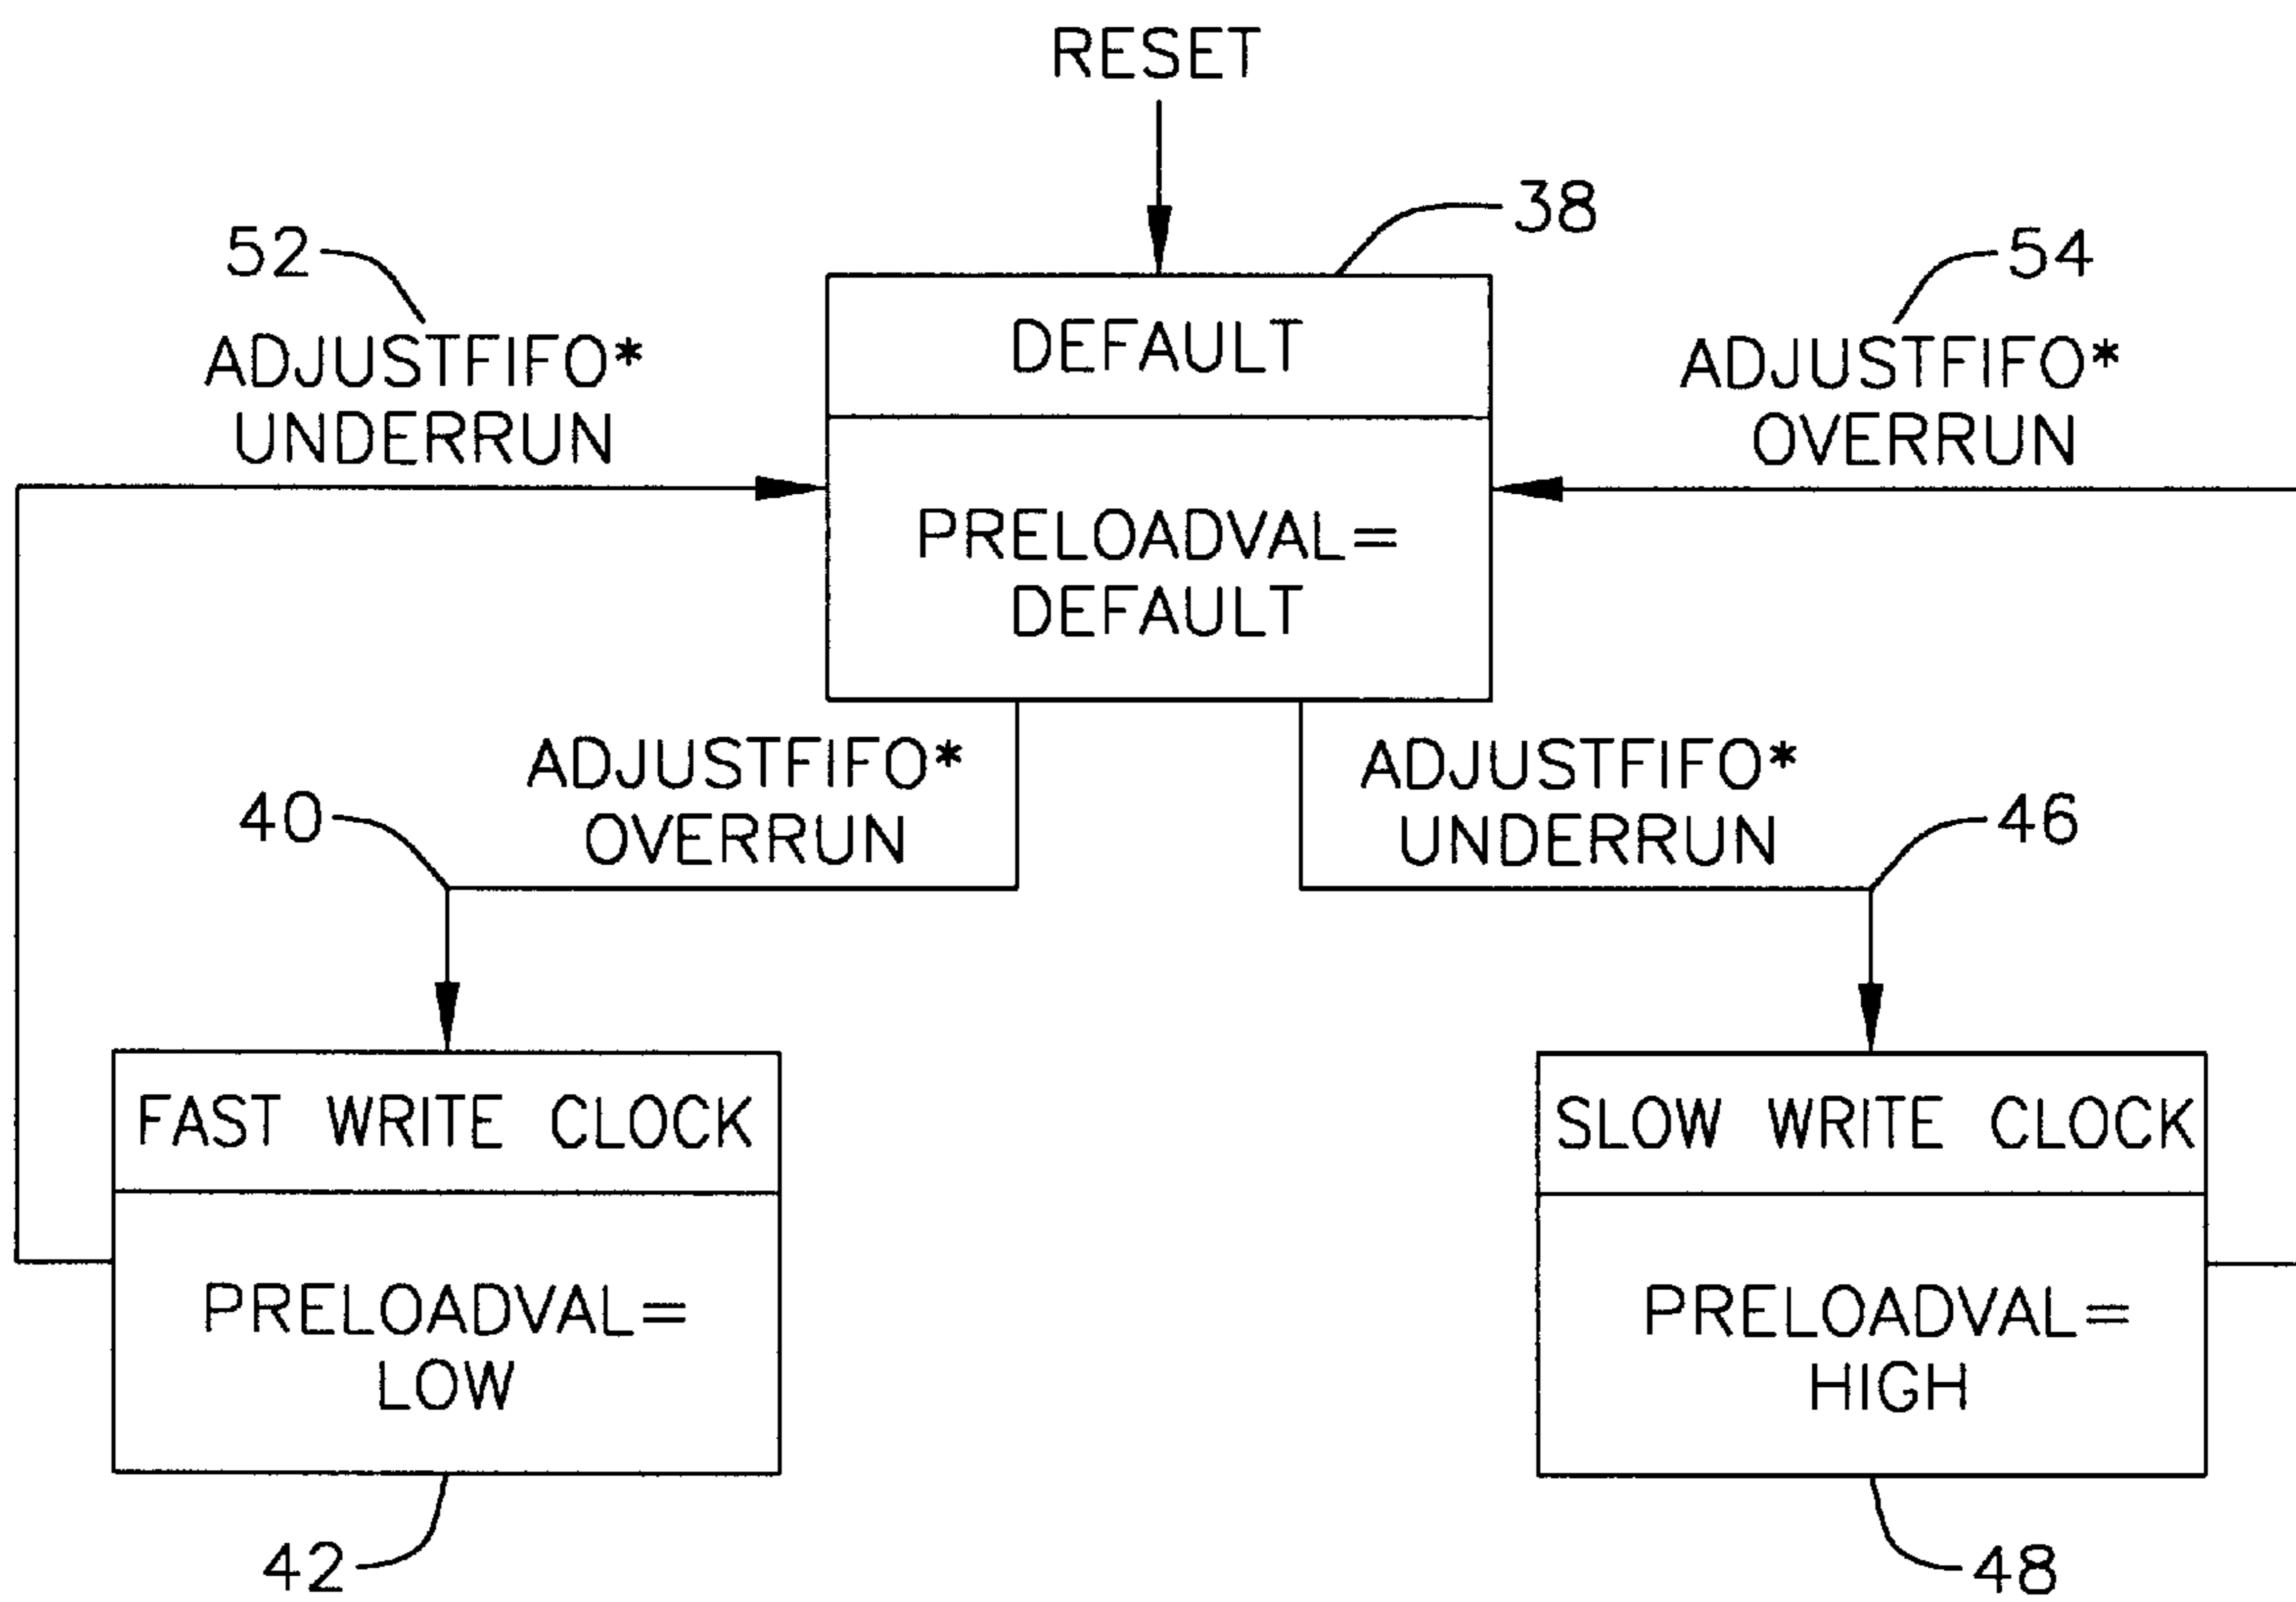 RESET
38
52
54
DEFAULT
ADJUSTFIFO*
UNDERRUN
ADJUSTFIFO*
OVERRUN
PRELOADVAL=
DEFAULT
ADJUSTFIFO*
OVERRUN
ADJUSTFIFO*
UNDERRUN
40
46
FAST WRITE CLOCK
SLOW WRITE CLOCK
PRELOADVAL=
LOW
PRELOADVAL=
HIGH
42
48